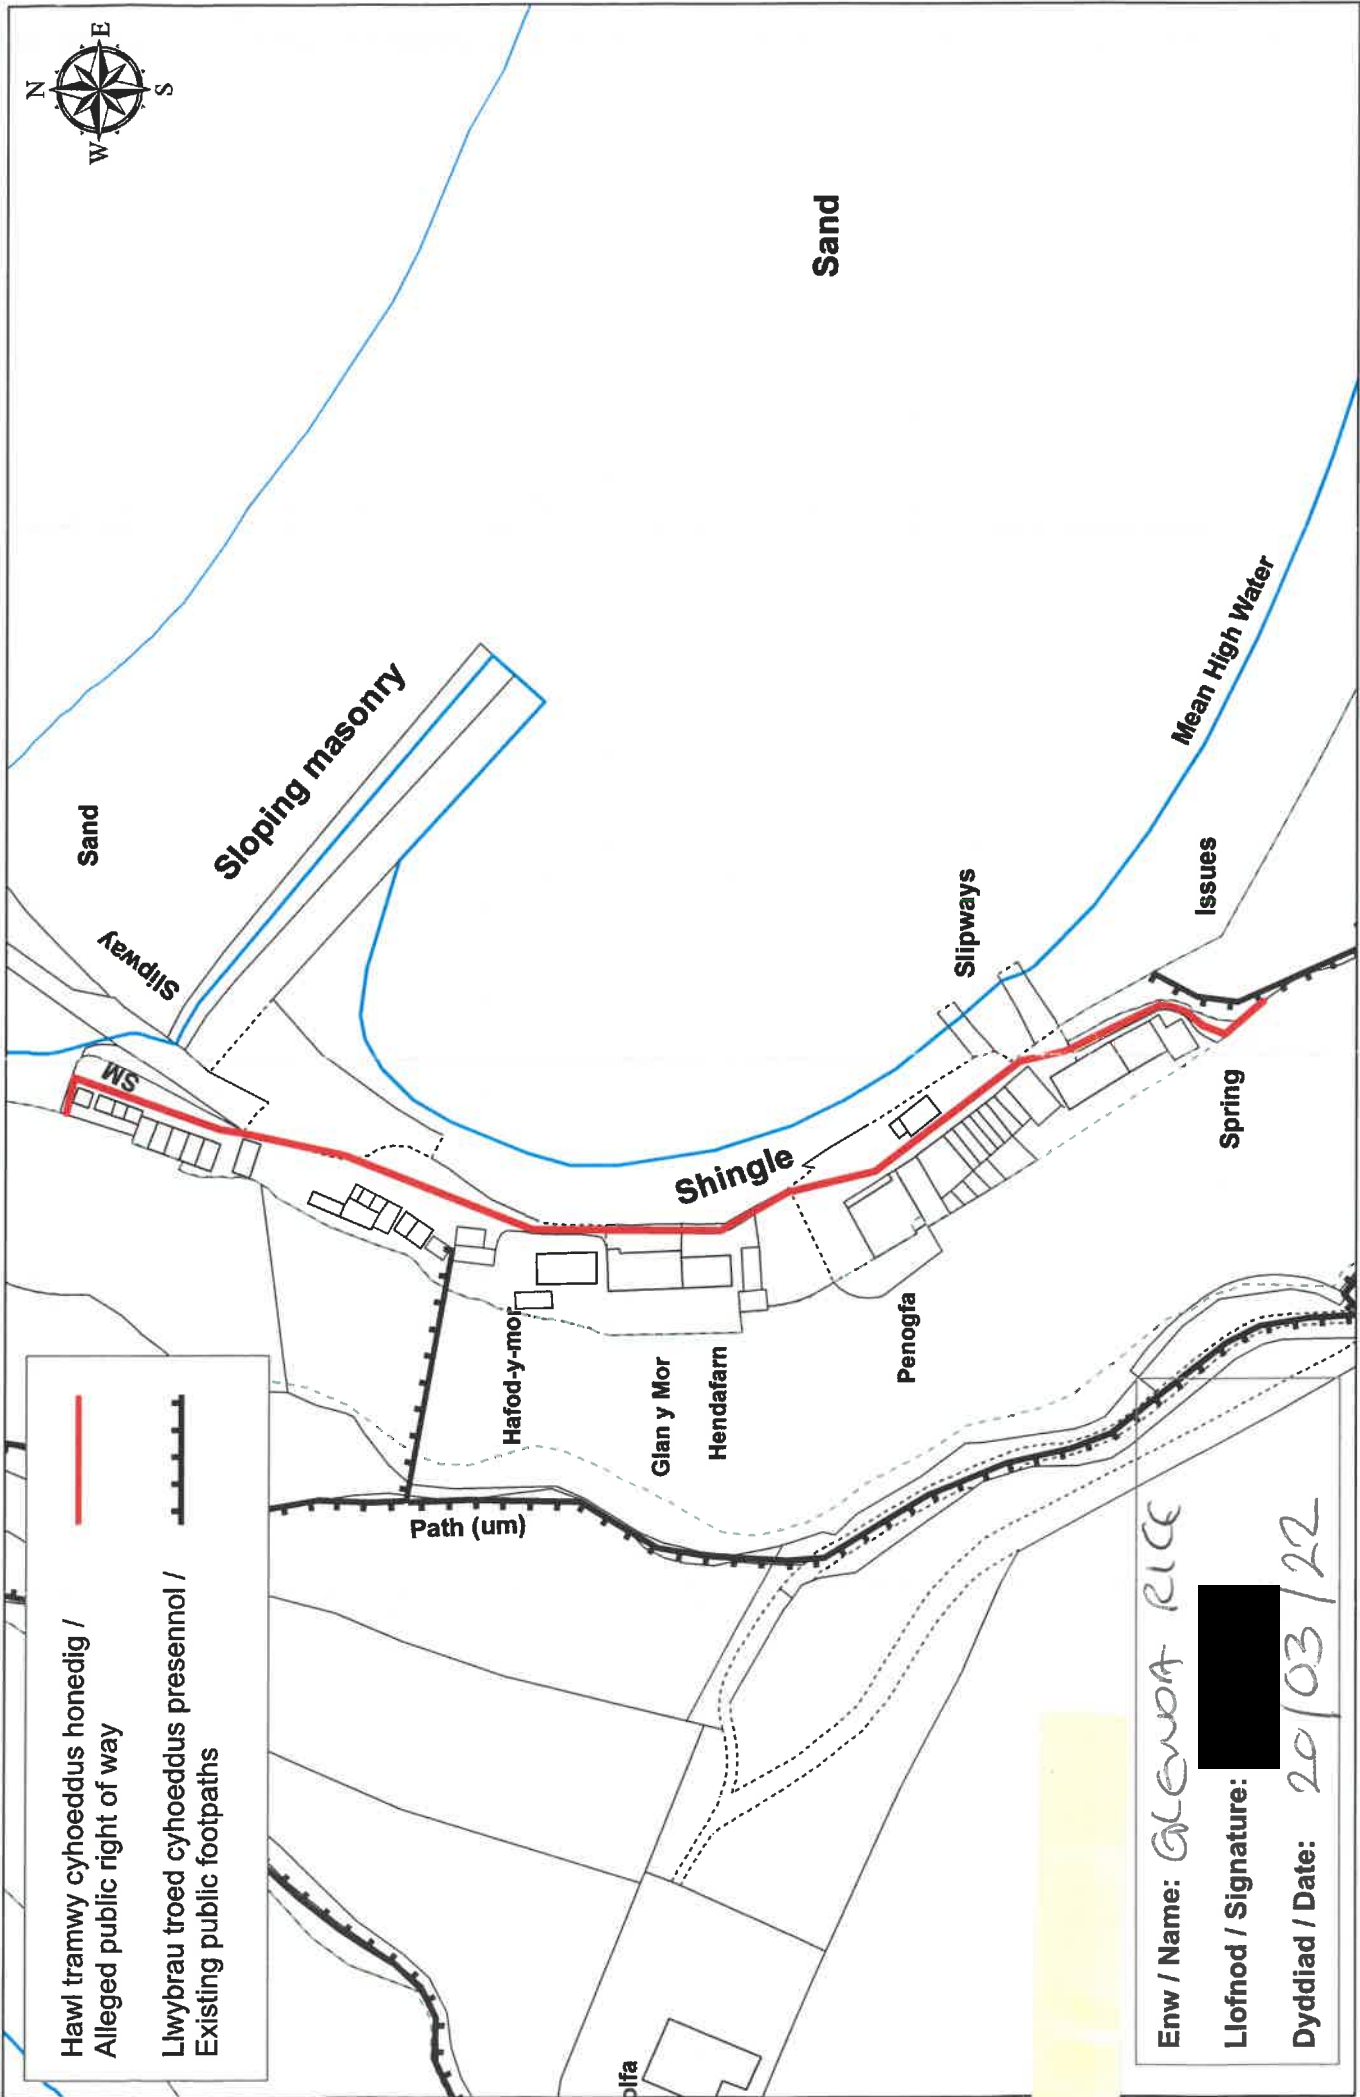 N
E
S
W
Hawl tramwy cyhoeddus honedig /
Alleged public right of way
Llwybrau troed cyhoeddus presennol /
Existing public footpaths
Sand
Slipway
Sloping masonry
SM
Sand
Path (um)
Hafod-y-mor
Glan y Mor
Hendafarn
Shingle
Penogfa
Slipways
Mean High Water
Issues
Spring
olfa
Enw / Name: GLENDA RICE
Llofnod / Signature:
Dyddiad / Date: 20/03/22